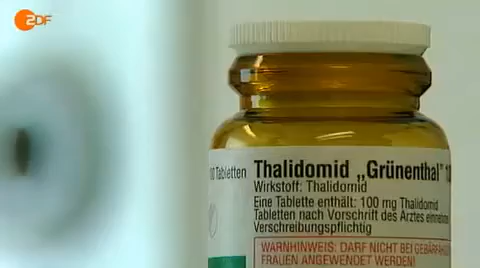 ZDF
Tabletten
Thalidomid „Grünenthal"
Wirkstoff: Thalidomid
Eine Tablette enthält: 100 mg Thalidomid
Tabletten nach Vorschrift des Arztes
Verschreibungspflichtig
WARNHINWEIS: DARF NICHT BEI
FRAUEN ANGEWENDET WERDEN!